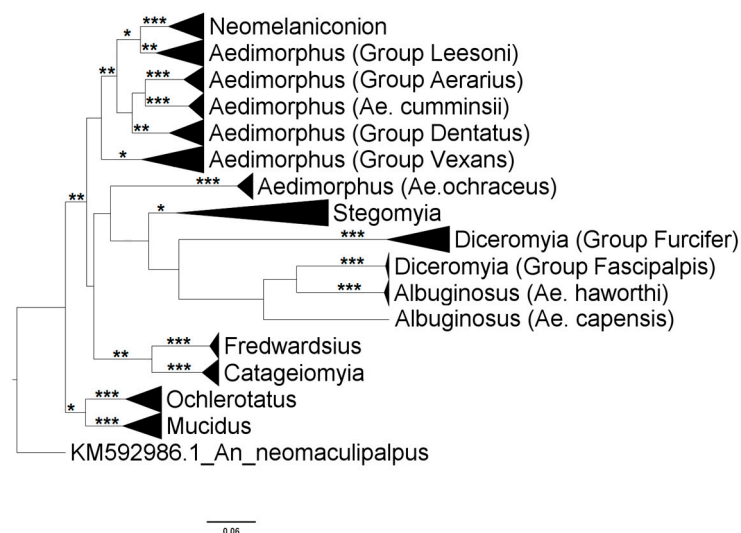 *** Neomelaniconion
*
** Aedimorphus (Group Leesoni)
**
*** Aedimorphus (Group Aerarius)
*** Aedimorphus (Ae. cumminsii)
** Aedimorphus (Group Dentatus)
* Aedimorphus (Group Vexans)
*** Aedimorphus (Ae.ochraceus)
**
* Stegomyia
*** Diceromyia (Group Furcifer)
*** Diceromyia (Group Fascipalpis)
*** Albuginosus (Ae. haworthi)
Albuginosus (Ae. capensis)
*** Fredwardsius
**
*** Catageiomyia
*** Ochlerotatus
*
*** Mucidus
KM592986.1_An_neomaculipalpus
0.06